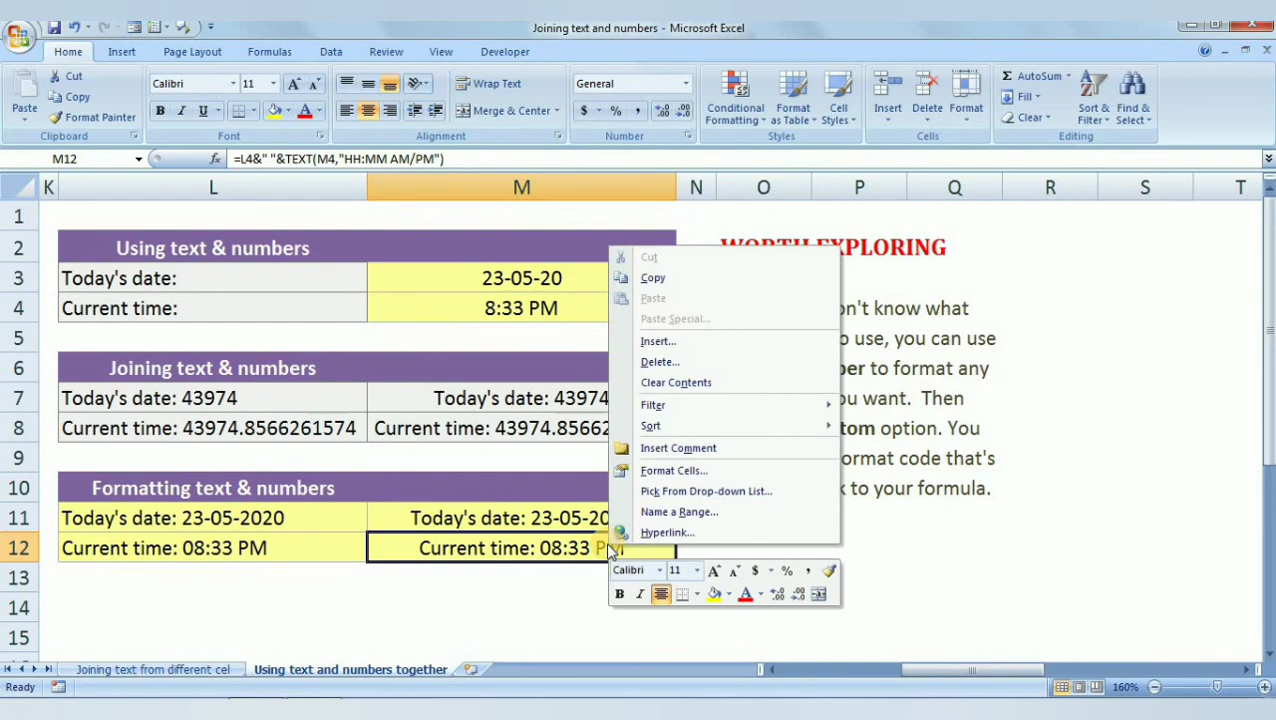 Joining text and numbers - Microsoft Excel
Home Insert Page Layout Formulas Data Review View Developer
Paste
Cut
Copy
Format Painter
Clipboard
Calibri 11
B I U
Font
Wrap Text
Merge & Center
Alignment
General
$ % ,
Number
Conditional Formatting
Format as Table
Cell Styles
Styles
Insert Delete Format
Cells
Σ AutoSum
Fill
Clear
Sort & Filter
Find & Select
Editing
M12 fx =L4&" "&TEXT(M4,"HH:MM AM/PM")
K L M N O P Q R S T
1
2 Using text & numbers WORTH EXPLORING
3 Today's date: 23-05-20
4 Current time: 8:33 PM n't know what
5 to use, you can use
6 Joining text & numbers ber to format any
7 Today's date: 43974 Today's date: 43974 ou want. Then
8 Current time: 43974.8566261574 Current time: 43974.8566 tom option. You
9 ormat code that's
10 Formatting text & numbers k to your formula.
11 Today's date: 23-05-2020 Today's date: 23-05-20
12 Current time: 08:33 PM Current time: 08:33 PM
13
14
15
Cut
Copy
Paste
Paste Special...
Insert...
Delete...
Clear Contents
Filter
Sort
Insert Comment
Format Cells...
Pick From Drop-down List...
Name a Range...
Hyperlink...
Calibri 11 A A $ % ,
B I A
Joining text from different cel Using text and numbers together
Ready 160%